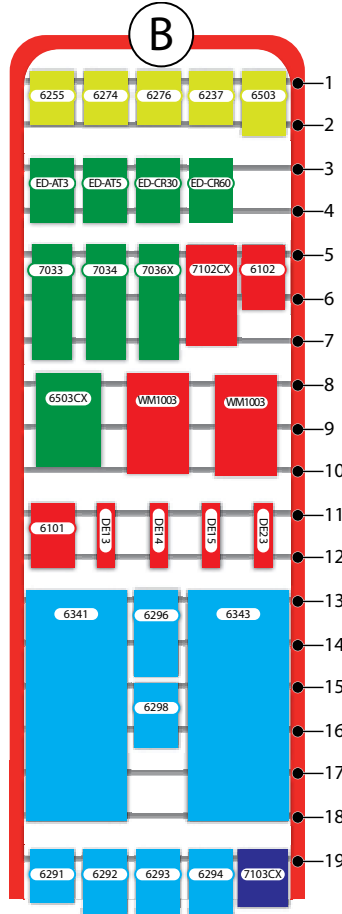 B
6255 6274 6276 6237 6503 1
2
ED-AT3 ED-AT5 ED-CR30 ED-CR60 3
4
5
7033 7034 7036X 7102CX 6102
6
7
8
6503CX WM1003 WM1003
9
10
11
6101 DE13 DE14 DE15 DE23
12
13
6341 6296 6343
14
15
6298
16
17
18
19
6291 6292 6293 6294 7103CX